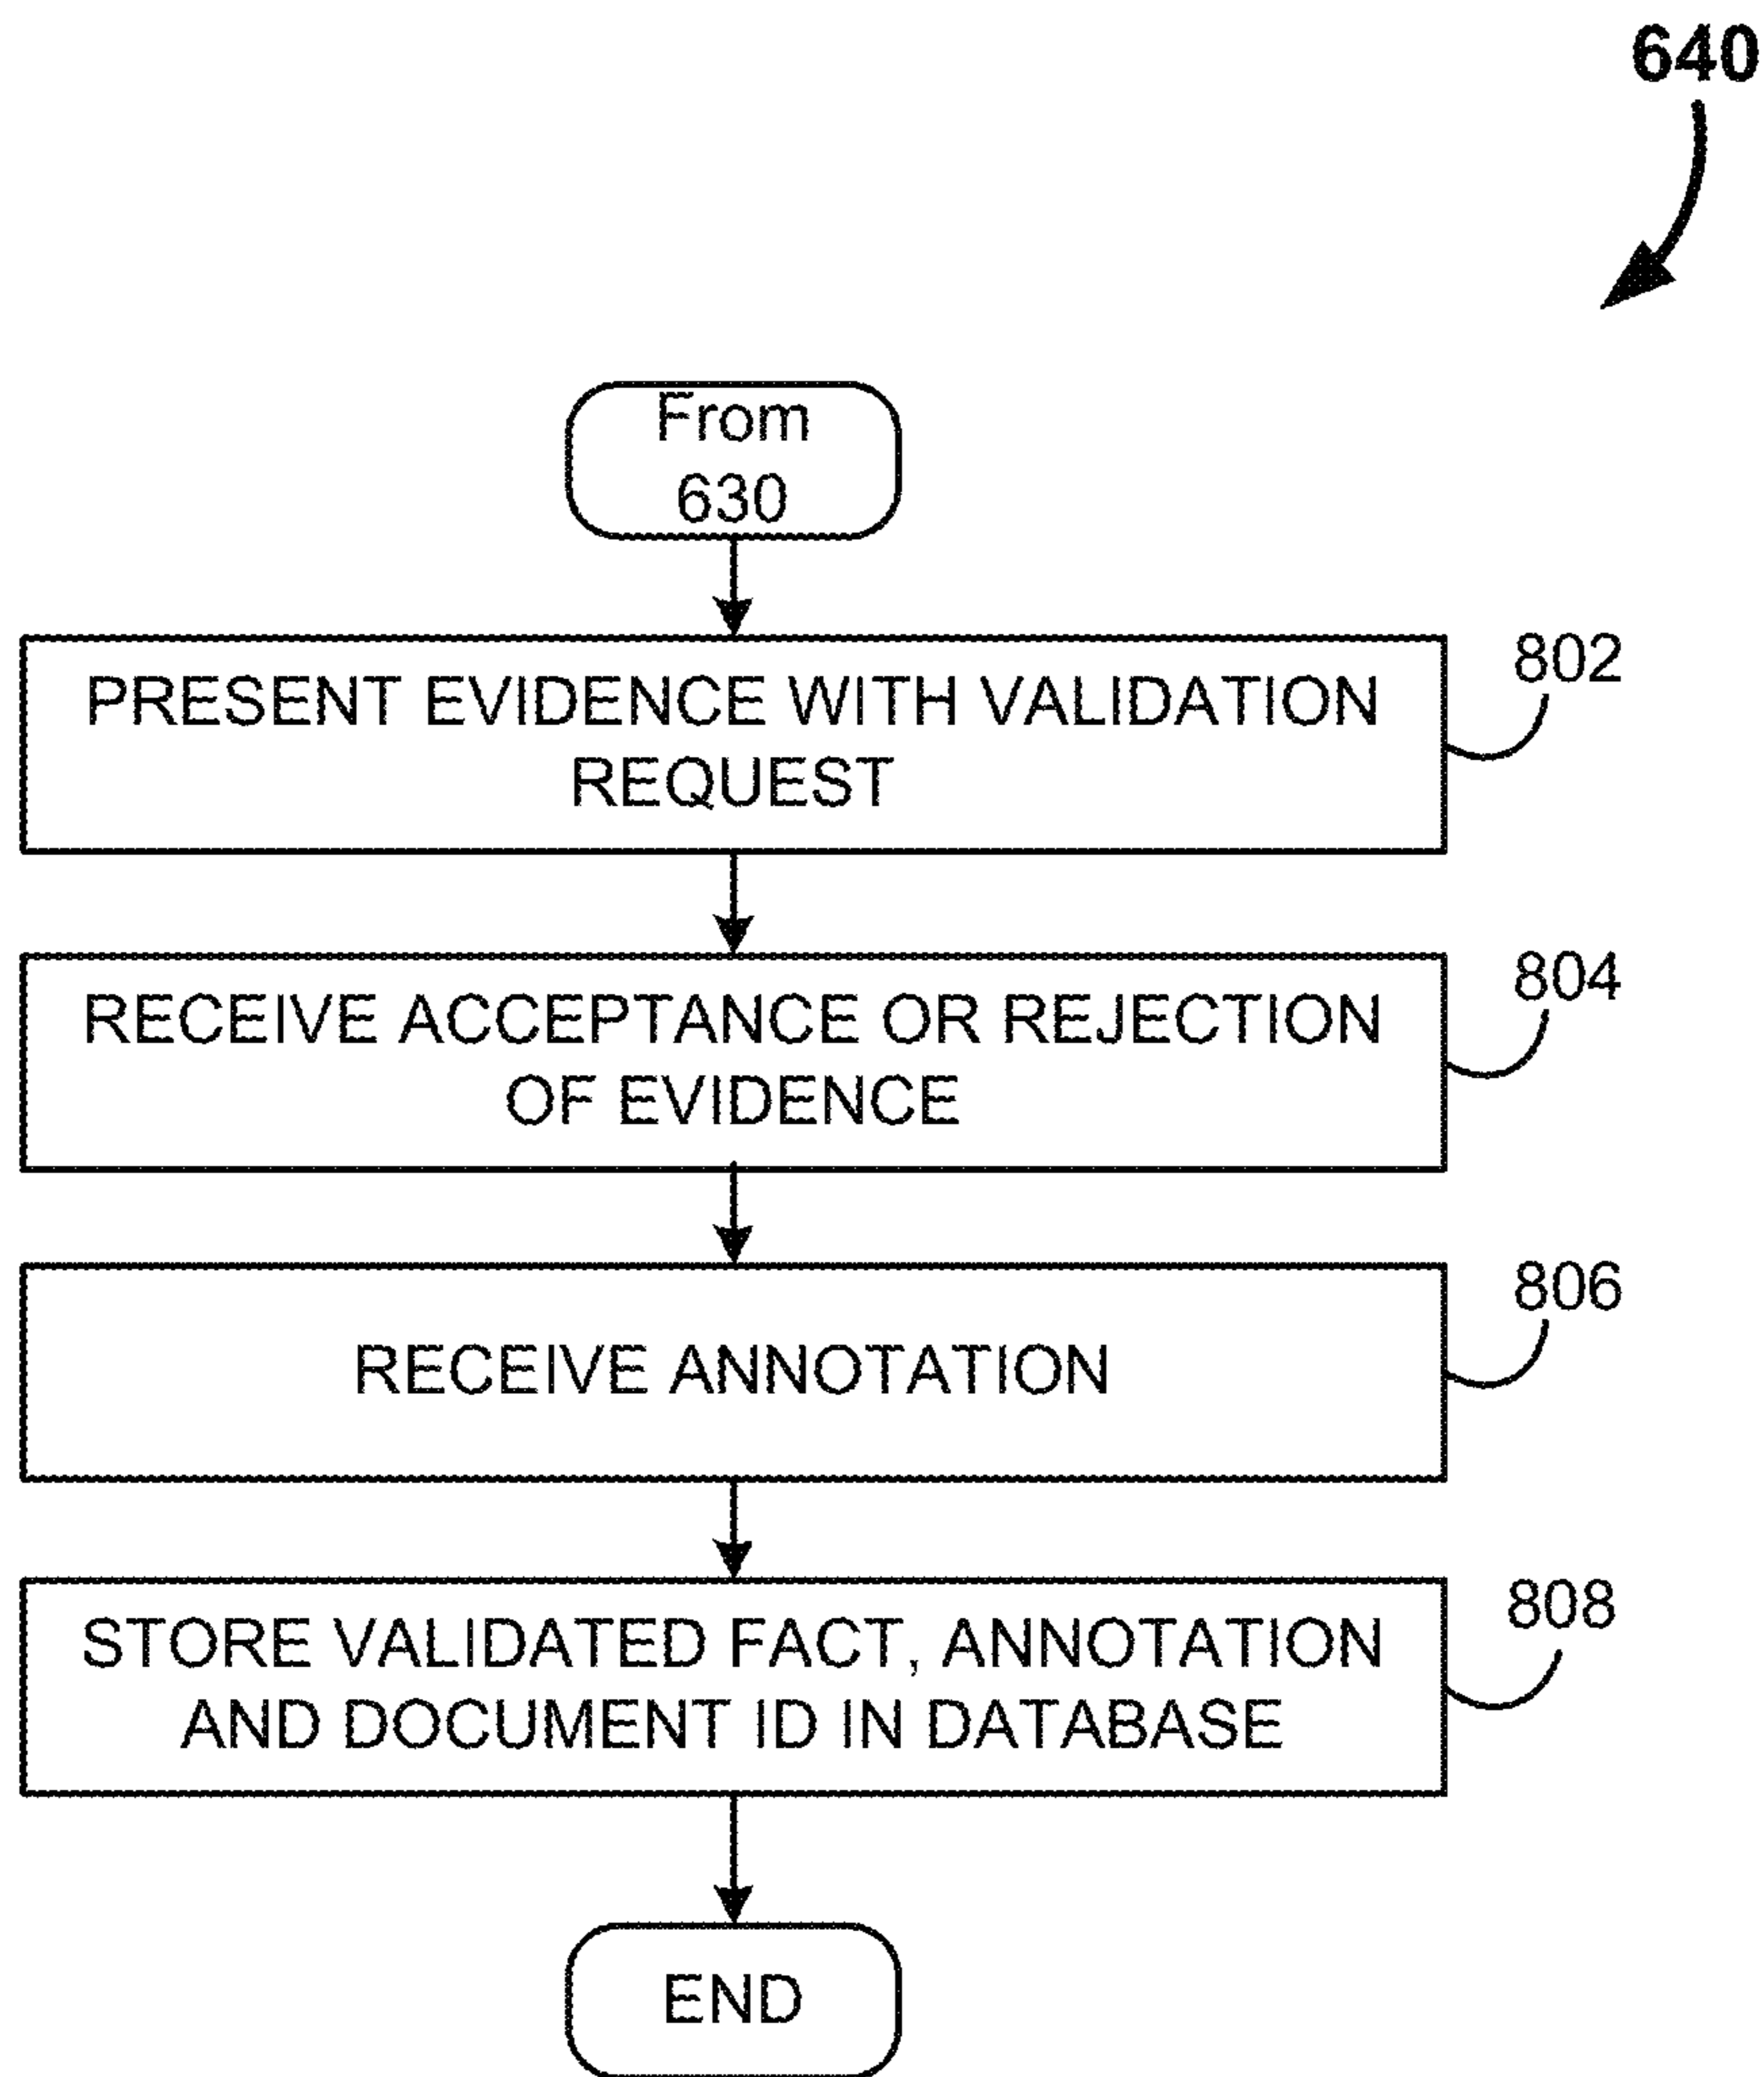 640
From
630
PRESENT EVIDENCE WITH VALIDATION
REQUEST
802
RECEIVE ACCEPTANCE OR REJECTION
OF EVIDENCE
804
RECEIVE ANNOTATION
806
STORE VALIDATED FACT, ANNOTATION
AND DOCUMENT ID IN DATABASE
808
END